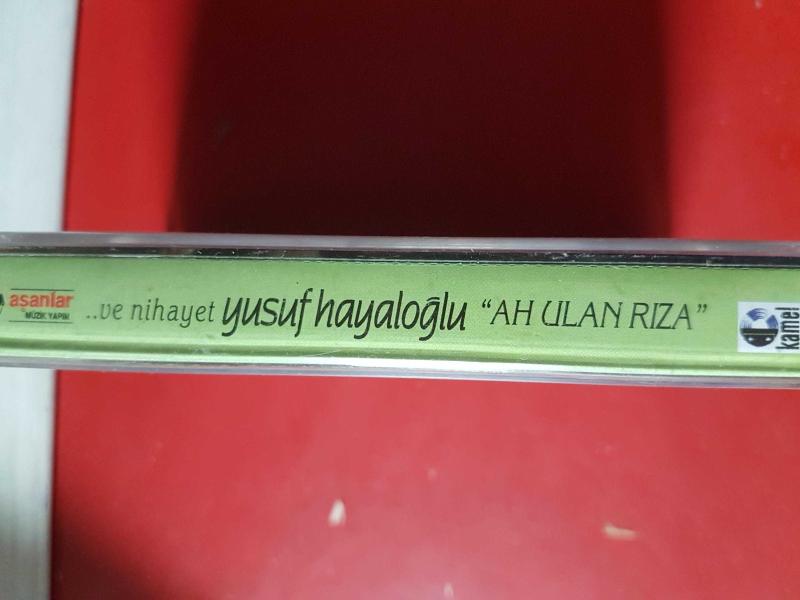 asanlar
MÜZİK YAPIM
..ve nihayet yusuf hayaloğlu “AH ULAN RIZA”
kamel